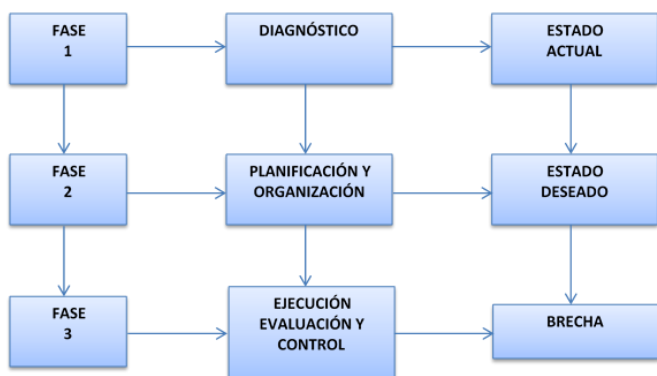 FASE
1
DIAGNÓSTICO
ESTADO
ACTUAL
FASE
2
PLANIFICACIÓN Y
ORGANIZACIÓN
ESTADO
DESEADO
FASE
3
EJECUCIÓN
EVALUACIÓN Y
CONTROL
BRECHA